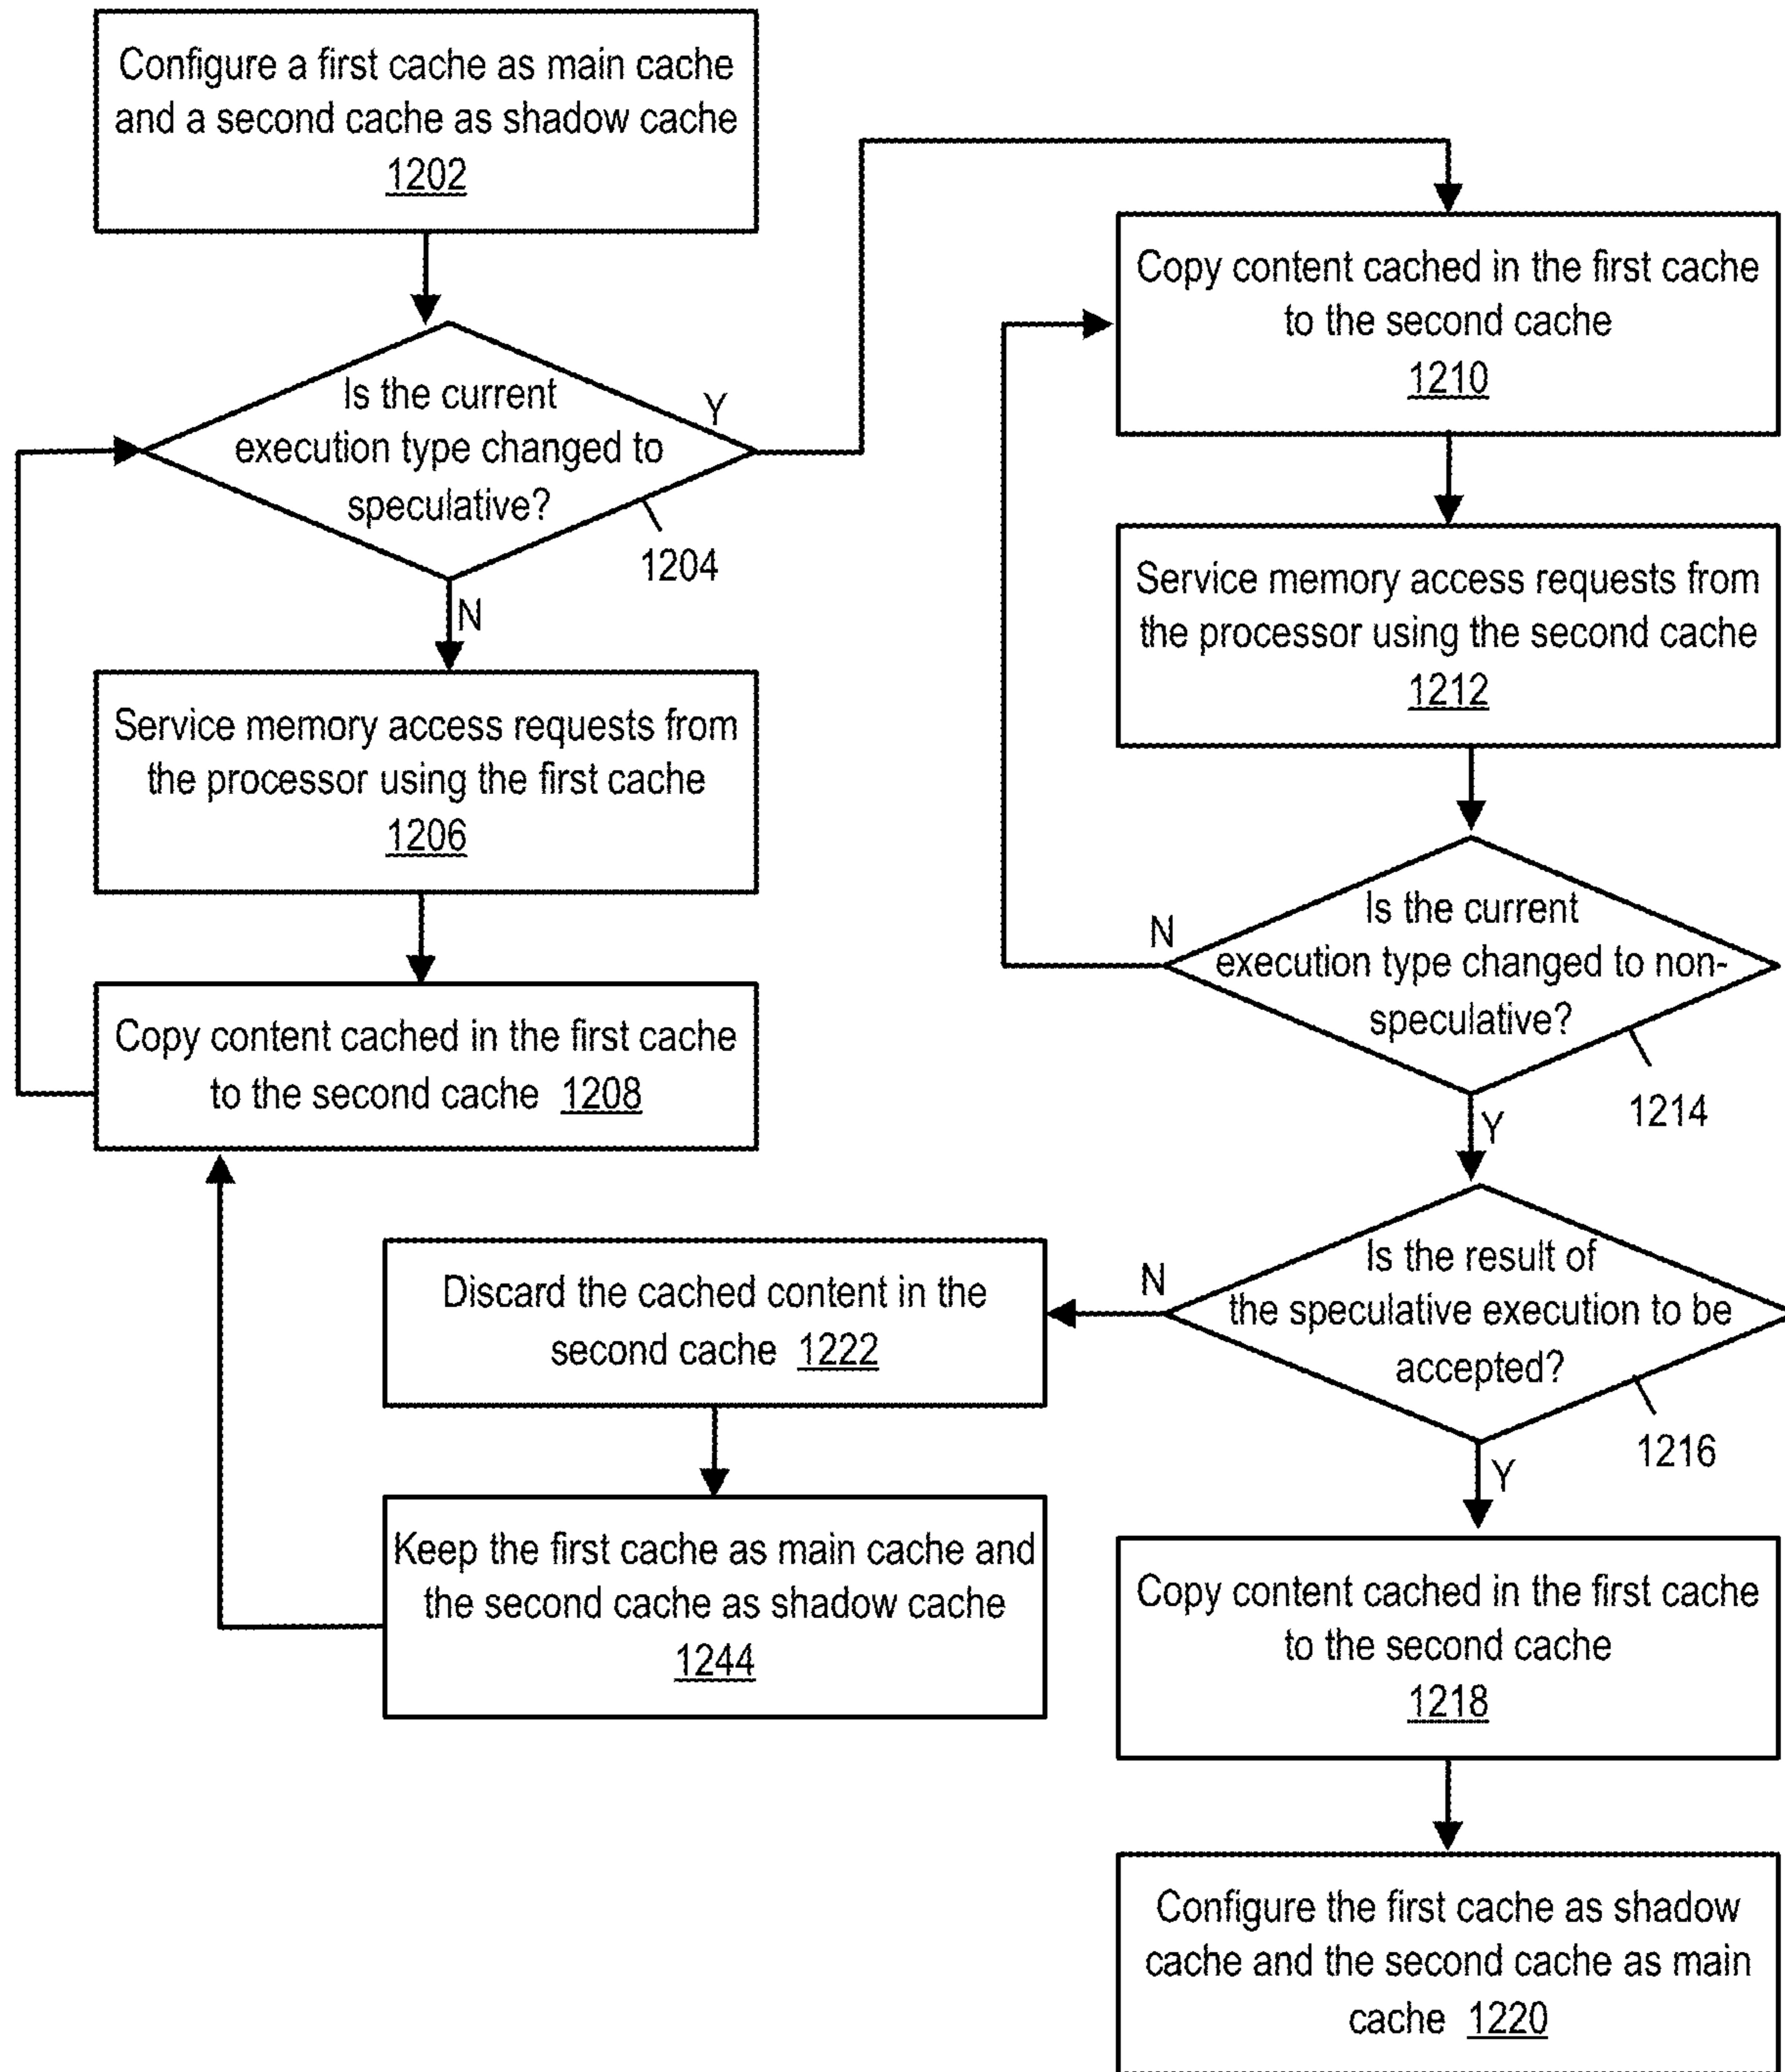 Configure a first cache as main cache
and a second cache as shadow cache
1202
Is the current
execution type changed to
speculative?
Y
1204
N
Service memory access requests from
the processor using the first cache
1206
Copy content cached in the first cache
to the second cache 1208
Copy content cached in the first cache
to the second cache
1210
Service memory access requests from
the processor using the second cache
1212
Is the current
execution type changed to non-
speculative?
N
1214
Y
Is the result of
the speculative execution to be
accepted?
N
1216
Y
Discard the cached content in the
second cache 1222
Keep the first cache as main cache and
the second cache as shadow cache
1244
Copy content cached in the first cache
to the second cache
1218
Configure the first cache as shadow
cache and the second cache as main
cache 1220